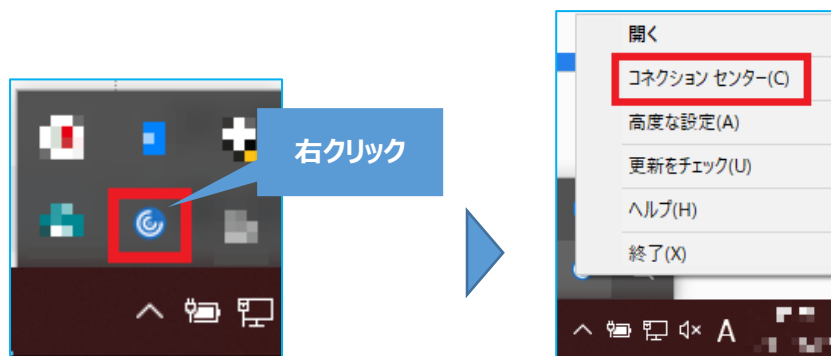 右クリック
開く
コネクション センター(C)
高度な設定(A)
更新をチェック(U)
ヘルプ(H)
終了(X)
A